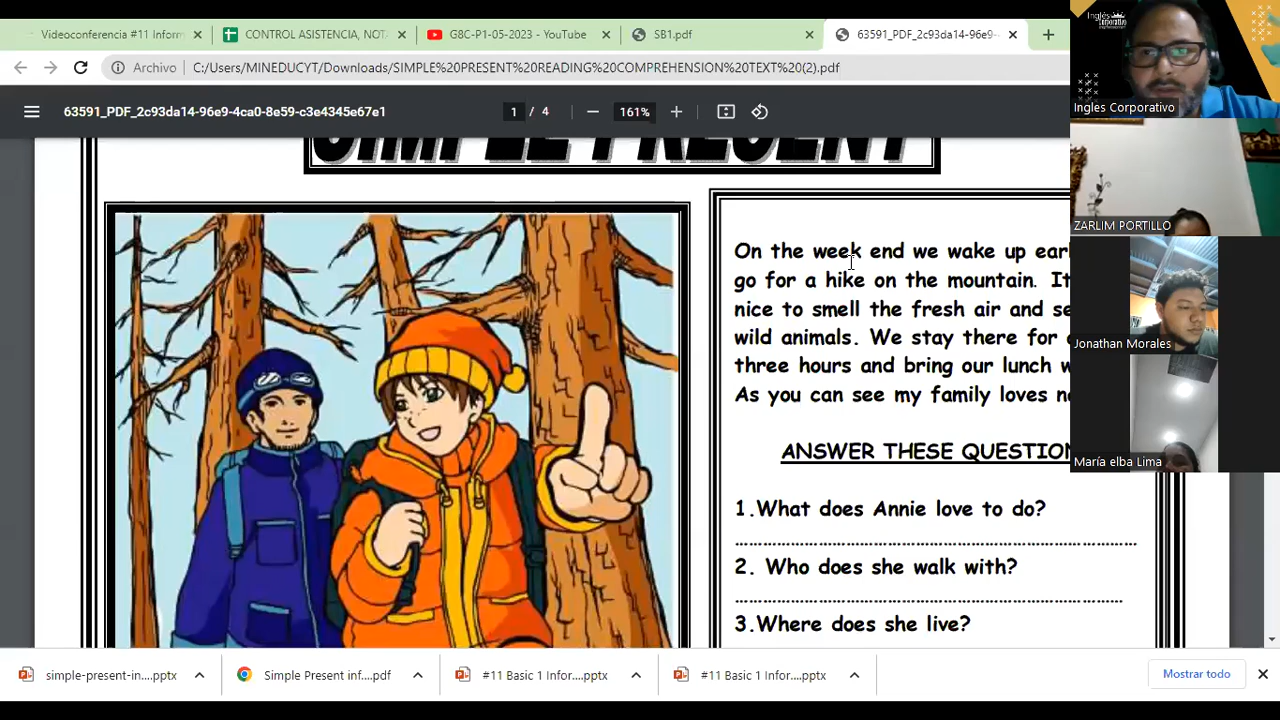 Videoconferencia #11 Inform
CONTROL ASISTENCIA, NOT
G8C-P1-05-2023 - YouTube
SB1.pdf
63591_PDF_2c93da14-96e9-
Archivo
C:/Users/MINEDUCYT/Downloads/SIMPLE%20PRESENT%20READING%20COMPREHENSION%20TEXT%20(2).pdf
63591_PDF_2c93da14-96e9-4ca0-8e59-c3e4345e67e1
1 / 4
161%
Inglés
Corporativo
Ingles Corporativo
ZARLIM PORTILLO
Jonathan Morales
María elba Lima
SIMPLE PRESENT
On the week end we wake up earl
go for a hike on the mountain. It
nice to smell the fresh air and se
wild animals. We stay there for
three hours and bring our lunch w
As you can see my family loves na
ANSWER THESE QUESTION
1.What does Annie love to do?
2. Who does she walk with?
3.Where does she live?
simple-present-in....pptx
Simple Present inf....pdf
#11 Basic 1 Infor....pptx
#11 Basic 1 Infor....pptx
Mostrar todo